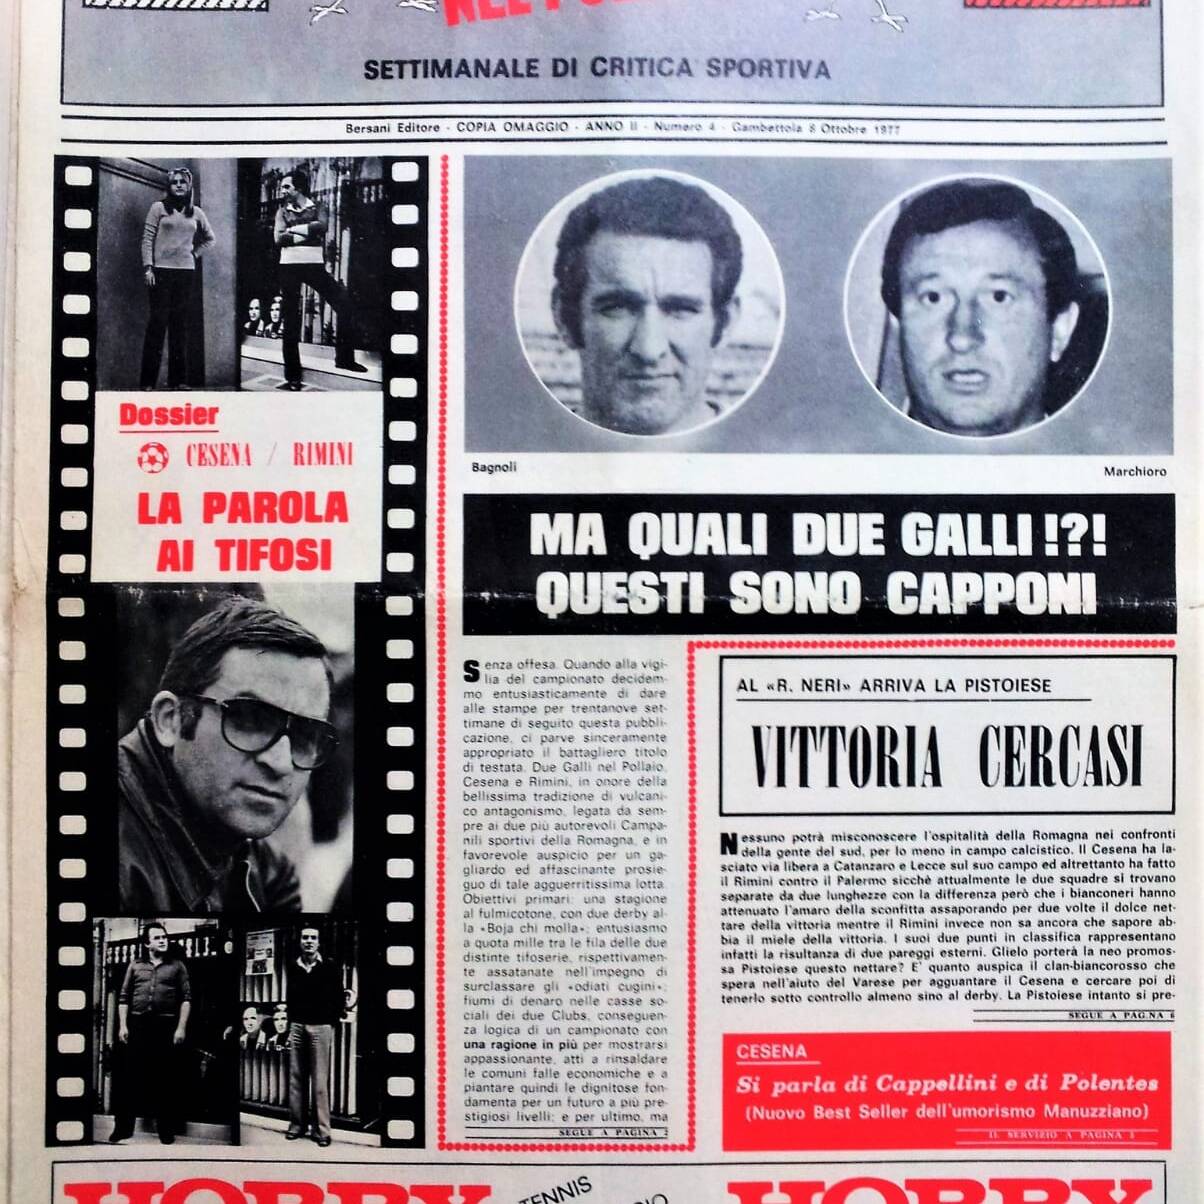 SETTIMANALE DI CRITICA SPORTIVA
Bersani Editore - COPIA OMAGGIO - ANNO II - Numero 4 - Gambettola 8 Ottobre 1977
Dossier
CESENA / RIMINI
LA PAROLA
AI TIFOSI
Bagnoli
Marchioro
MA QUALI DUE GALLI!?!
QUESTI SONO CAPPONI
Senza offesa. Quando alla vigi-
lia del campionato decidem-
mo entusiasticamente di dare
alle stampe per trentanove set-
timane di seguito questa pubbli-
cazione, ci parve sinceramente
appropriato il battagliero titolo
di testata. Due Galli nel Pollaio,
Cesena e Rimini, in onore della
bellissima tradizione di vulcani-
co antagonismo, legata da sem-
pre ai due più autorevoli Campa-
nili sportivi della Romagna, e in
favorevole auspicio per un ga-
gliardo ed affascinante prosie-
guo di tale agguerritissima lotta.
Obiettivi primari: una stagione
al fulmicotone, con due derby al-
la «Boja chi molla»; entusiasmo
a quota mille tra le fila delle due
distinte tifoserie, rispettivamen-
te assatanate nell'impegno di
surclassare gli «odiati cugini»;
fiumi di denaro nelle casse so-
ciali dei due Clubs, conseguen-
za logica di un campionato con
una ragione in più per mostrarsi
appassionante, atti a rinsaldare
le comuni falle economiche e a
piantare quindi le dignitose fon-
damenta per un futuro a più pre-
stigiosi livelli; e per ultimo, ma
SEGUE A PAGINA 2
AL «R. NERI» ARRIVA LA PISTOIESE
VITTORIA CERCASI
Nessuno potrà misconoscere l'ospitalità della Romagna nei confronti
della gente del sud, per lo meno in campo calcistico. Il Cesena ha la-
sciato via libera a Catanzaro e Lecce sul suo campo ed altrettanto ha fatto
il Rimini contro il Palermo sicchè attualmente le due squadre si trovano
separate da due lunghezze con la differenza però che i bianconeri hanno
attenuato l'amaro della sconfitta assaporando per due volte il dolce net-
tare della vittoria mentre il Rimini invece non sa ancora che sapore ab-
bia il miele della vittoria. I suoi due punti in classifica rappresentano
infatti la risultanza di due pareggi esterni. Glielo porterà la neo promos-
sa Pistoiese questo nettare? E' quanto auspica il clan-biancorosso che
spera nell'aiuto del Varese per agguantare il Cesena e cercare poi di
tenerlo sotto controllo almeno sino al derby. La Pistoiese intanto si pre-
SEGUE A PAGINA 6
CESENA
Si parla di Cappellini e di Polentes
(Nuovo Best Seller dell'umorismo Manuzziano)
IL SERVIZIO A PAGINA 5
HOBBY
TENNIS
HOBBY